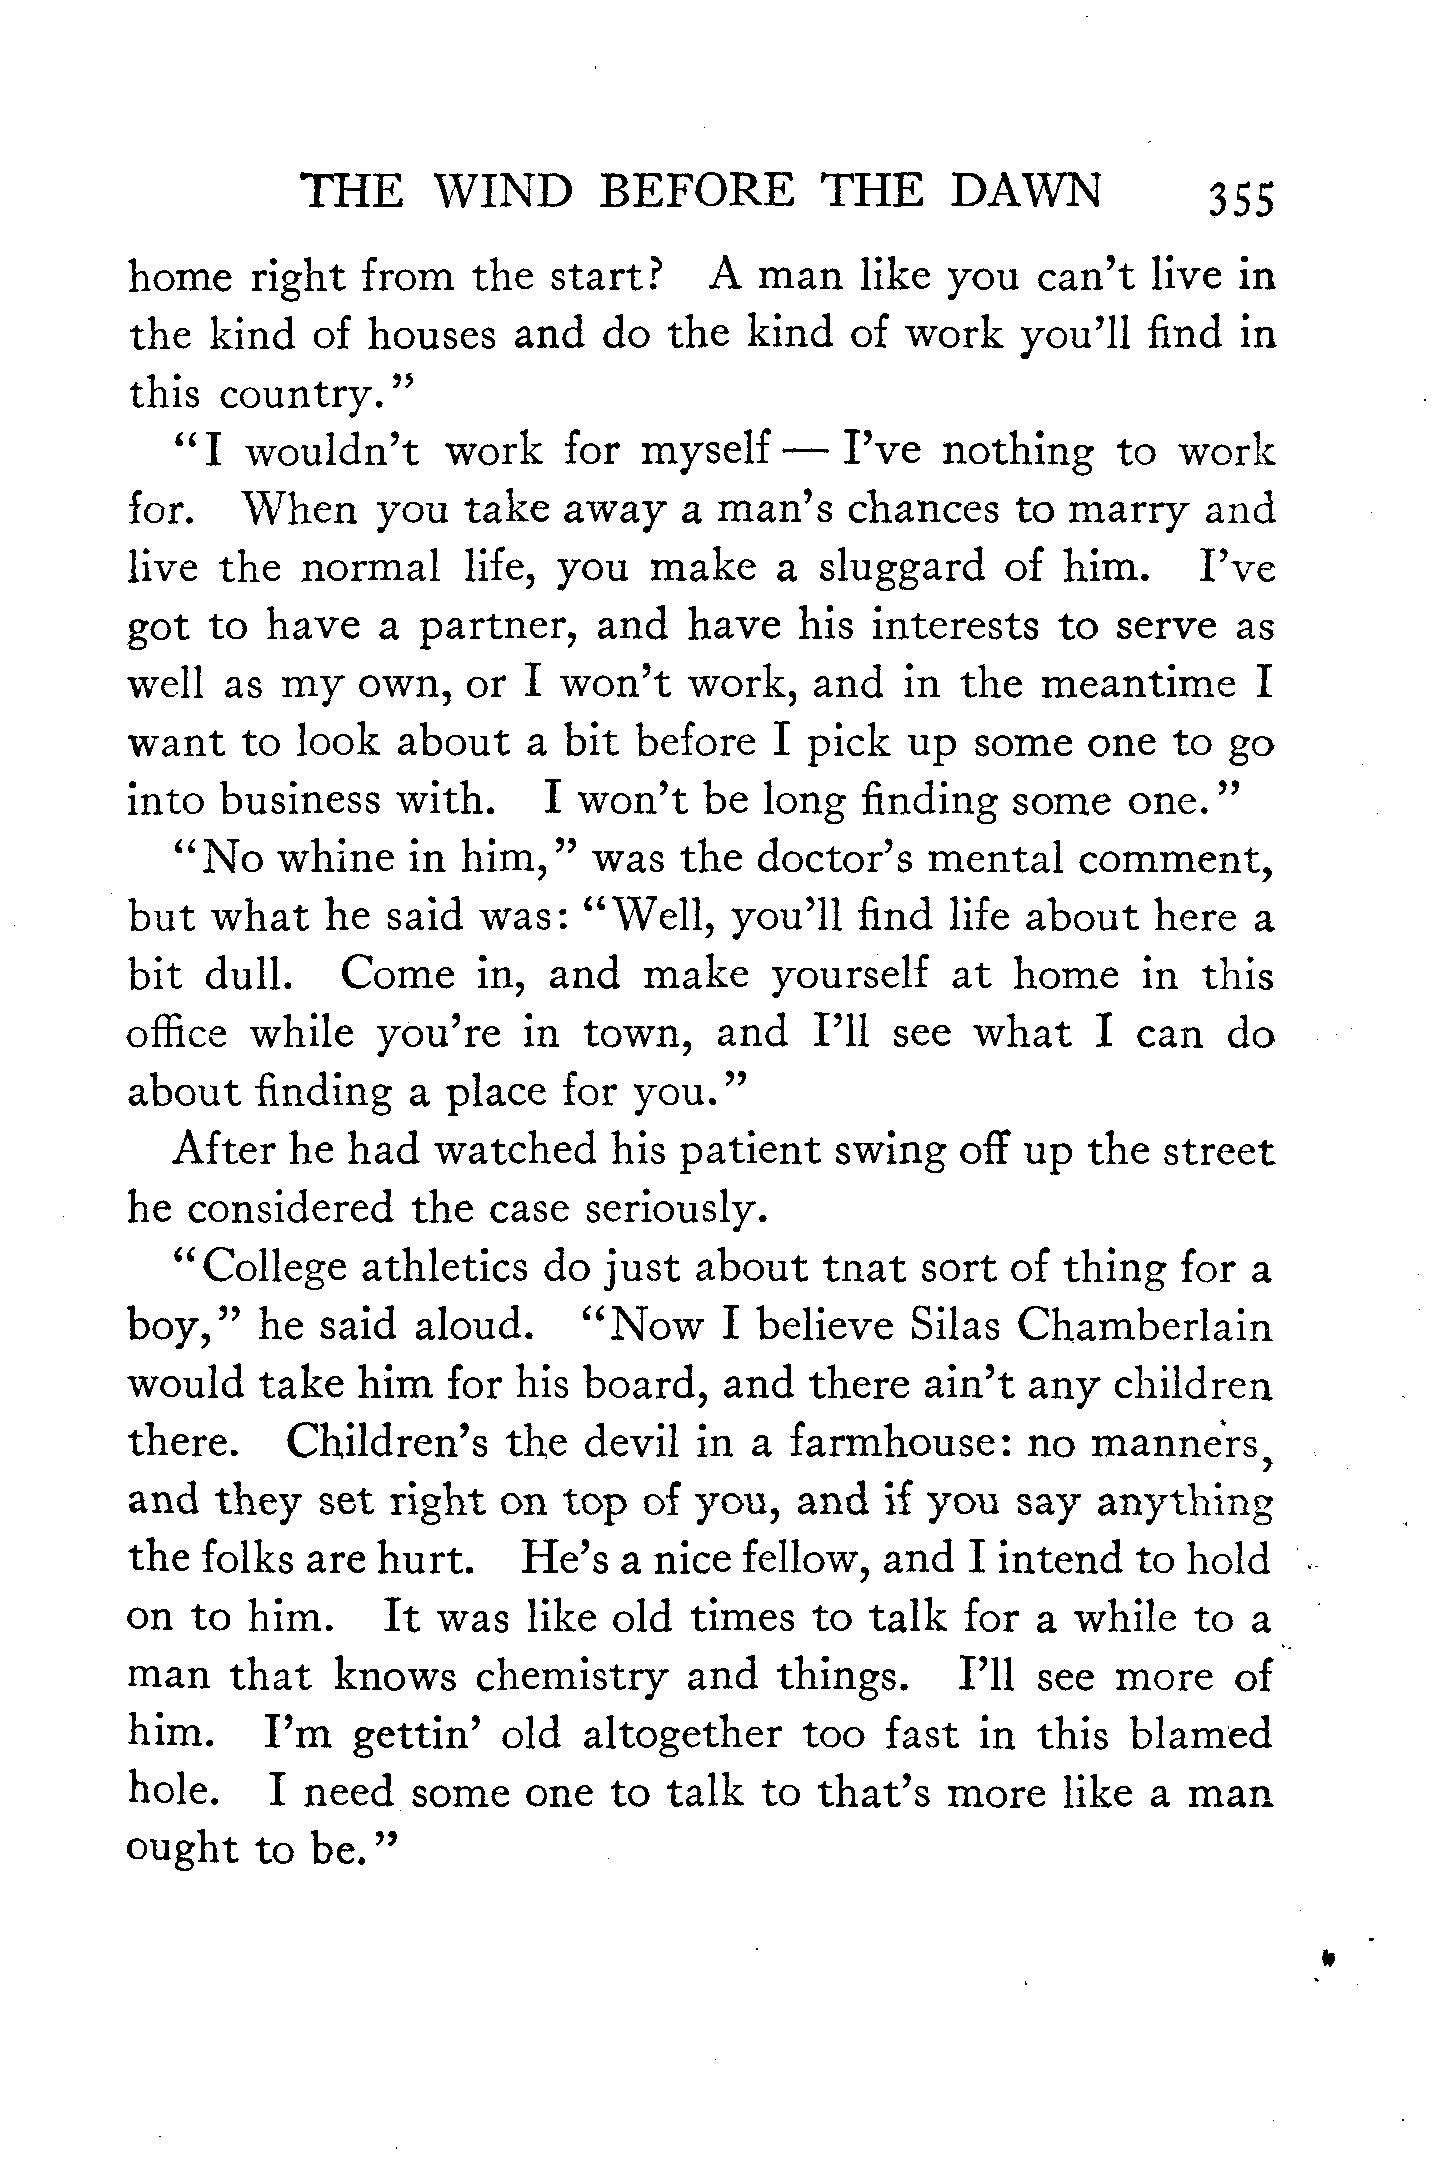 THE WIND BEFORE THE DAWN 355
home right from the start? A man like you can't live in
the kind of houses and do the kind of work you'll find in
this country."
"I wouldn't work for myself — I've nothing to work
for. When you take away a man's chances to marry and
live the normal life, you make a sluggard of him. I've
got to have a partner, and have his interests to serve as
well as my own, or I won't work, and in the meantime I
want to look about a bit before I pick up some one to go
into business with. I won't be long finding some one."
"No whine in him," was the doctor's mental comment,
but what he said was: "Well, you'll find life about here a
bit dull. Come in, and make yourself at home in this
office while you're in town, and I'll see what I can do
about finding a place for you."
After he had watched his patient swing off up the street
he considered the case seriously.
"College athletics do just about tnat sort of thing for a
boy," he said aloud. "Now I believe Silas Chamberlain
would take him for his board, and there ain't any children
there. Children's the devil in a farmhouse: no manners,
and they set right on top of you, and if you say anything
the folks are hurt. He's a nice fellow, and I intend to hold
on to him. It was like old times to talk for a while to a
man that knows chemistry and things. I'll see more of
him. I'm gettin' old altogether too fast in this blamed
hole. I need some one to talk to that's more like a man
ought to be."